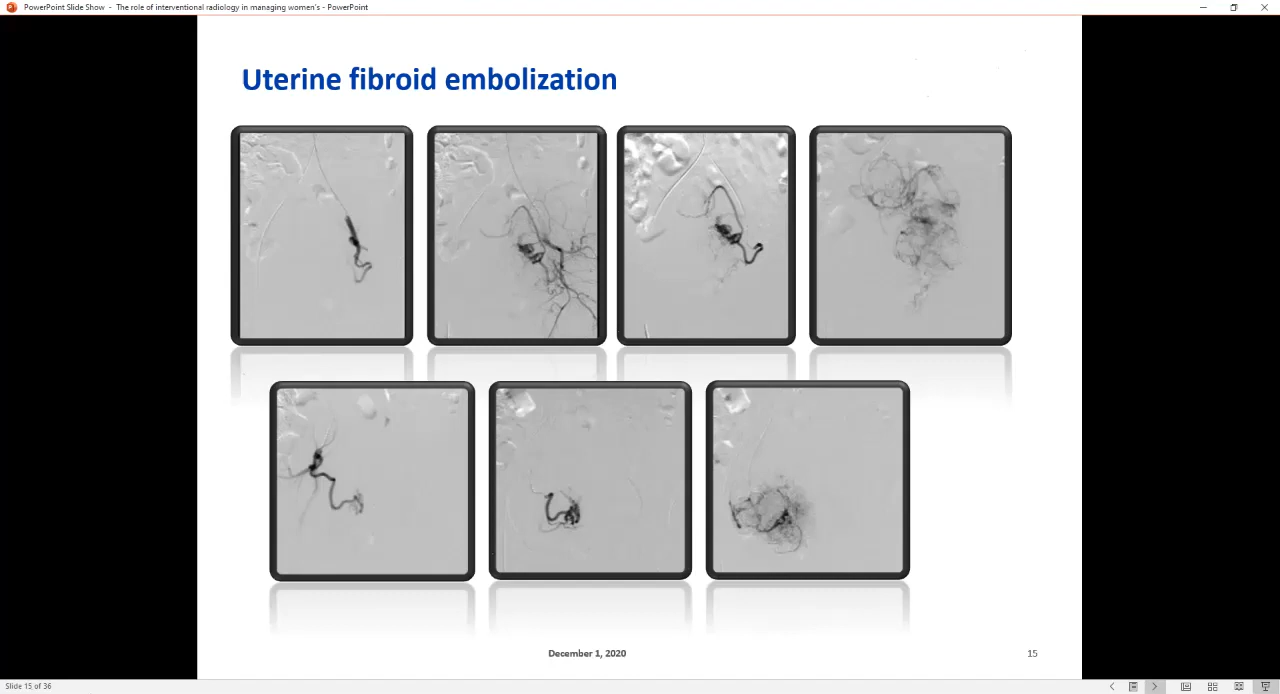 PowerPoint Slide Show - The role of interventional radiology in managing women's - PowerPoint
Uterine fibroid embolization
December 1, 2020
15
Slide 15 of 36